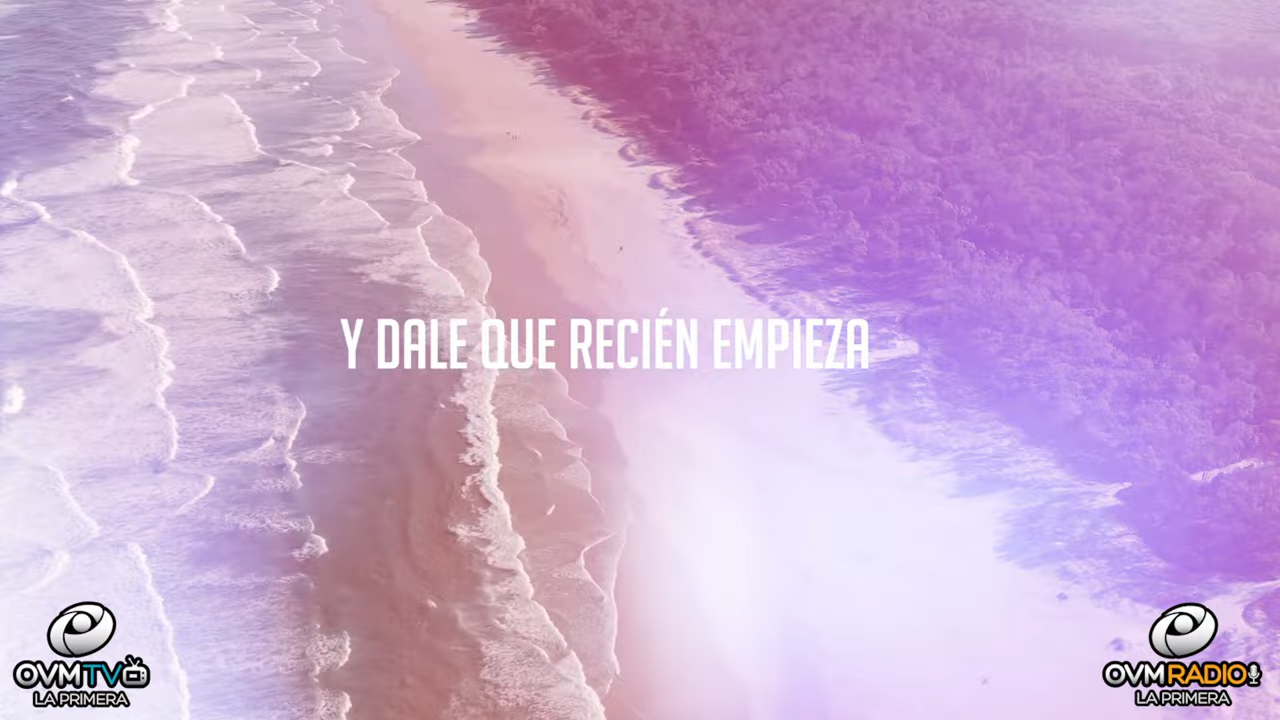 Y DALE QUE RECIÉN EMPIEZA
OVMTV
LA PRIMERA
OVMRADIO
LA PRIMERA